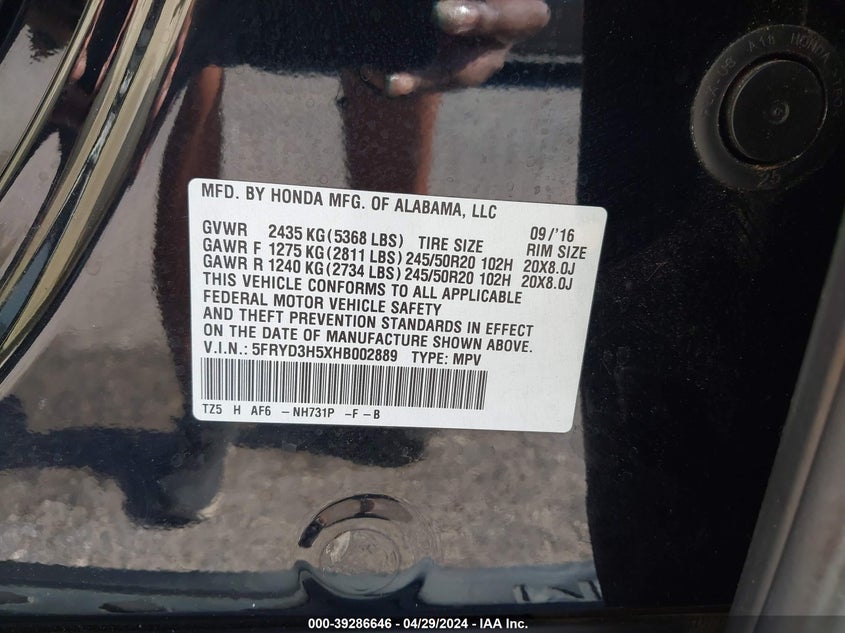 MFD. BY HONDA MFG. OF ALABAMA, LLC
GVWR 2435 KG (5368 LBS) TIRE SIZE 09/'16 RIM SIZE
GAWR F 1275 KG (2811 LBS) 245/50R20 102H 20X8.0J
GAWR R 1240 KG (2734 LBS) 245/50R20 102H 20X8.0J
THIS VEHICLE CONFORMS TO ALL APPLICABLE
FEDERAL MOTOR VEHICLE SAFETY
AND THEFT PREVENTION STANDARDS IN EFFECT
ON THE DATE OF MANUFACTURE SHOWN ABOVE.
V.I.N.: 5FRYD3H5XHB002889 TYPE: MPV
TZ5 H AF6 -NH731P -F-B
A18 HONDA
000-39286646 - 04/29/2024 - IAA Inc.